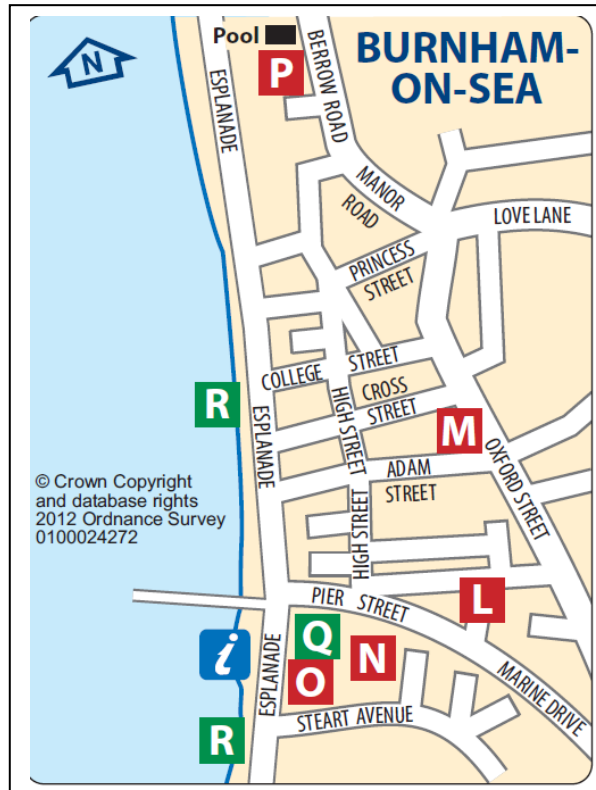 N
Pool
P
BURNHAM-
ON-SEA
ESPLANADE
BERROW ROAD
MANOR
ROAD
LOVE LANE
PRINCESS
STREET
COLLEGE STREET
R
ESPLANADE
HIGH STREET
CROSS
STREET
M
OXFORD STREET
ADAM
STREET
© Crown Copyright
and database rights
2012 Ordnance Survey
0100024272
HIGH STREET
L
PIER STREET
Q
i
N
O
ESPLANADE
MARINE DRIVE
STEART AVENUE
R